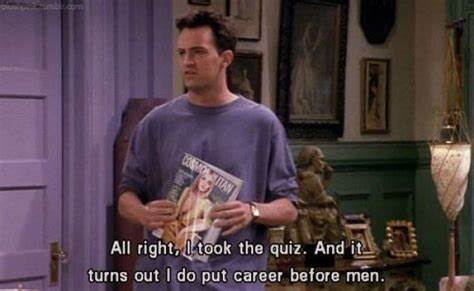 COSMOPOLITAN
All right, I took the quiz. And it
turns out I do put career before men.